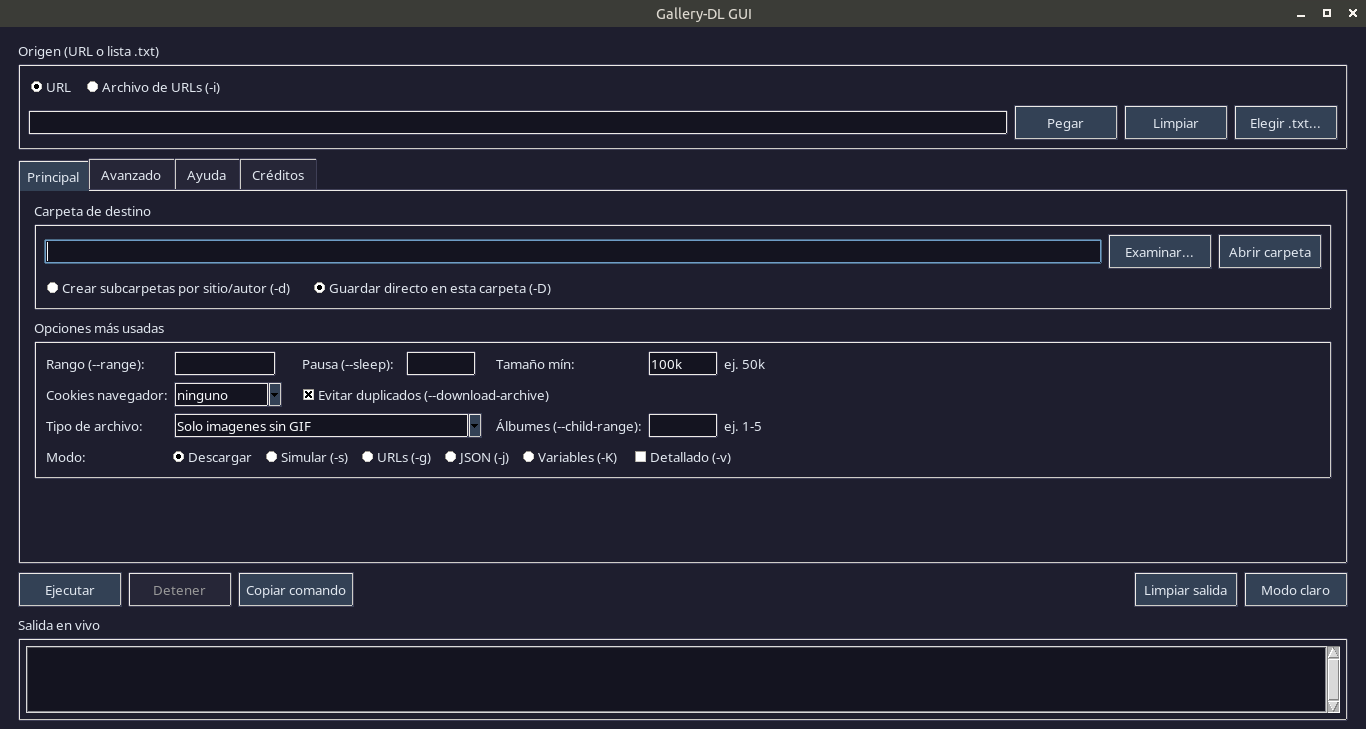 Gallery-DL GUI
Origen (URL o lista .txt)
URL Archivo de URLs (-i)
Pegar Limpiar Elegir .txt...
Principal Avanzado Ayuda Créditos
Carpeta de destino
Examinar... Abrir carpeta
Crear subcarpetas por sitio/autor (-d) Guardar directo en esta carpeta (-D)
Opciones más usadas
Rango (--range): Pausa (--sleep): Tamaño mín: 100k ej. 50k
Cookies navegador: ninguno Evitar duplicados (--download-archive)
Tipo de archivo: Solo imagenes sin GIF Álbumes (--child-range): ej. 1-5
Modo: Descargar Simular (-s) URLs (-g) JSON (-j) Variables (-K) Detallado (-v)
Ejecutar Detener Copiar comando Limpiar salida Modo claro
Salida en vivo